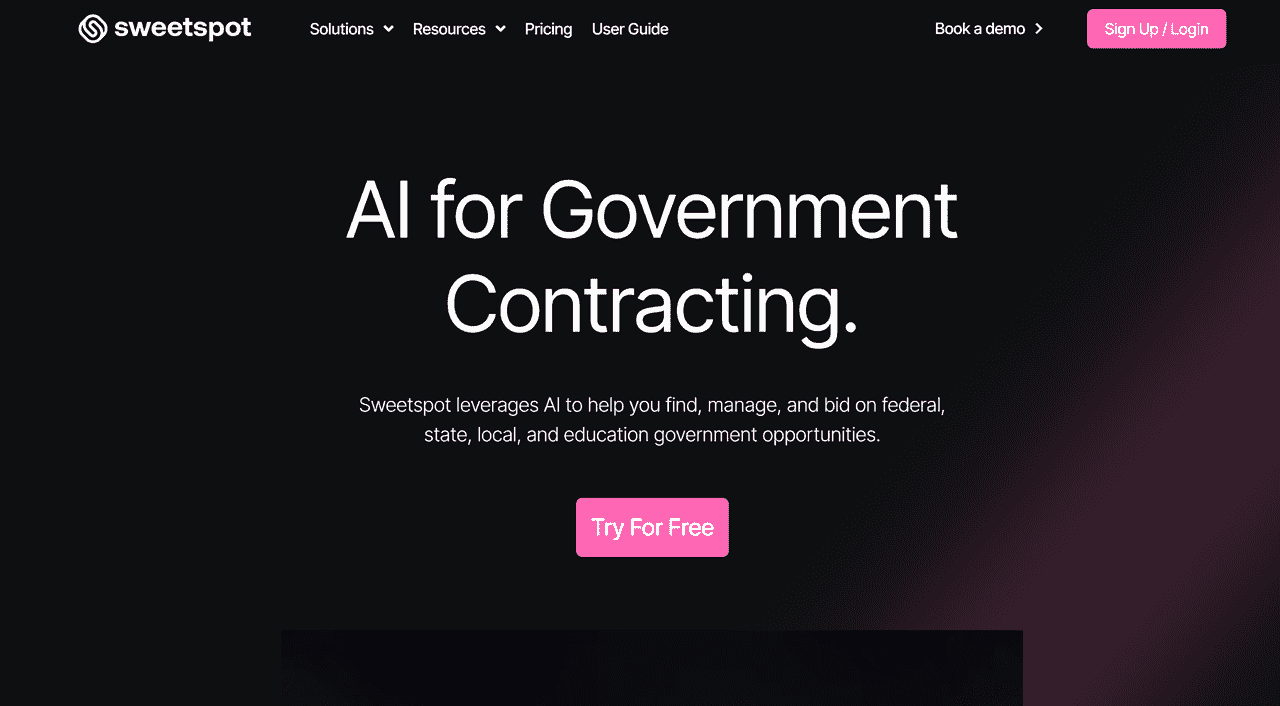 sweetspot Solutions Resources Pricing User Guide Book a demo Sign Up / Login
AI for Government
Contracting.
Sweetspot leverages AI to help you find, manage, and bid on federal,
state, local, and education government opportunities.
Try For Free